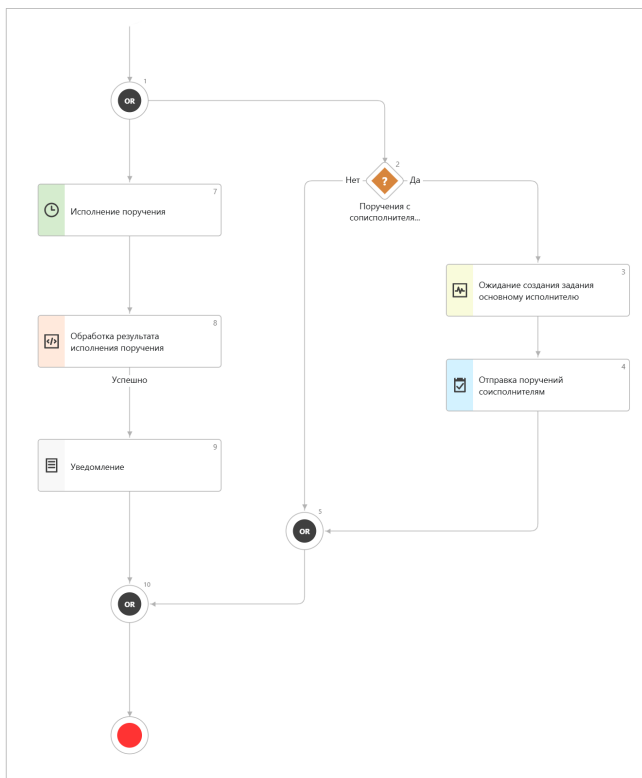 1
OR
2
Нет
?
Да
Поручения с
сописполнителя...
7
Исполнение поручения
3
Ожидание создания задания
основному исполнителю
8
Обработка результата
исполнения поручения
</>
Успешно
4
Отправка поручений
соисполнителям
9
Уведомление
5
OR
10
OR